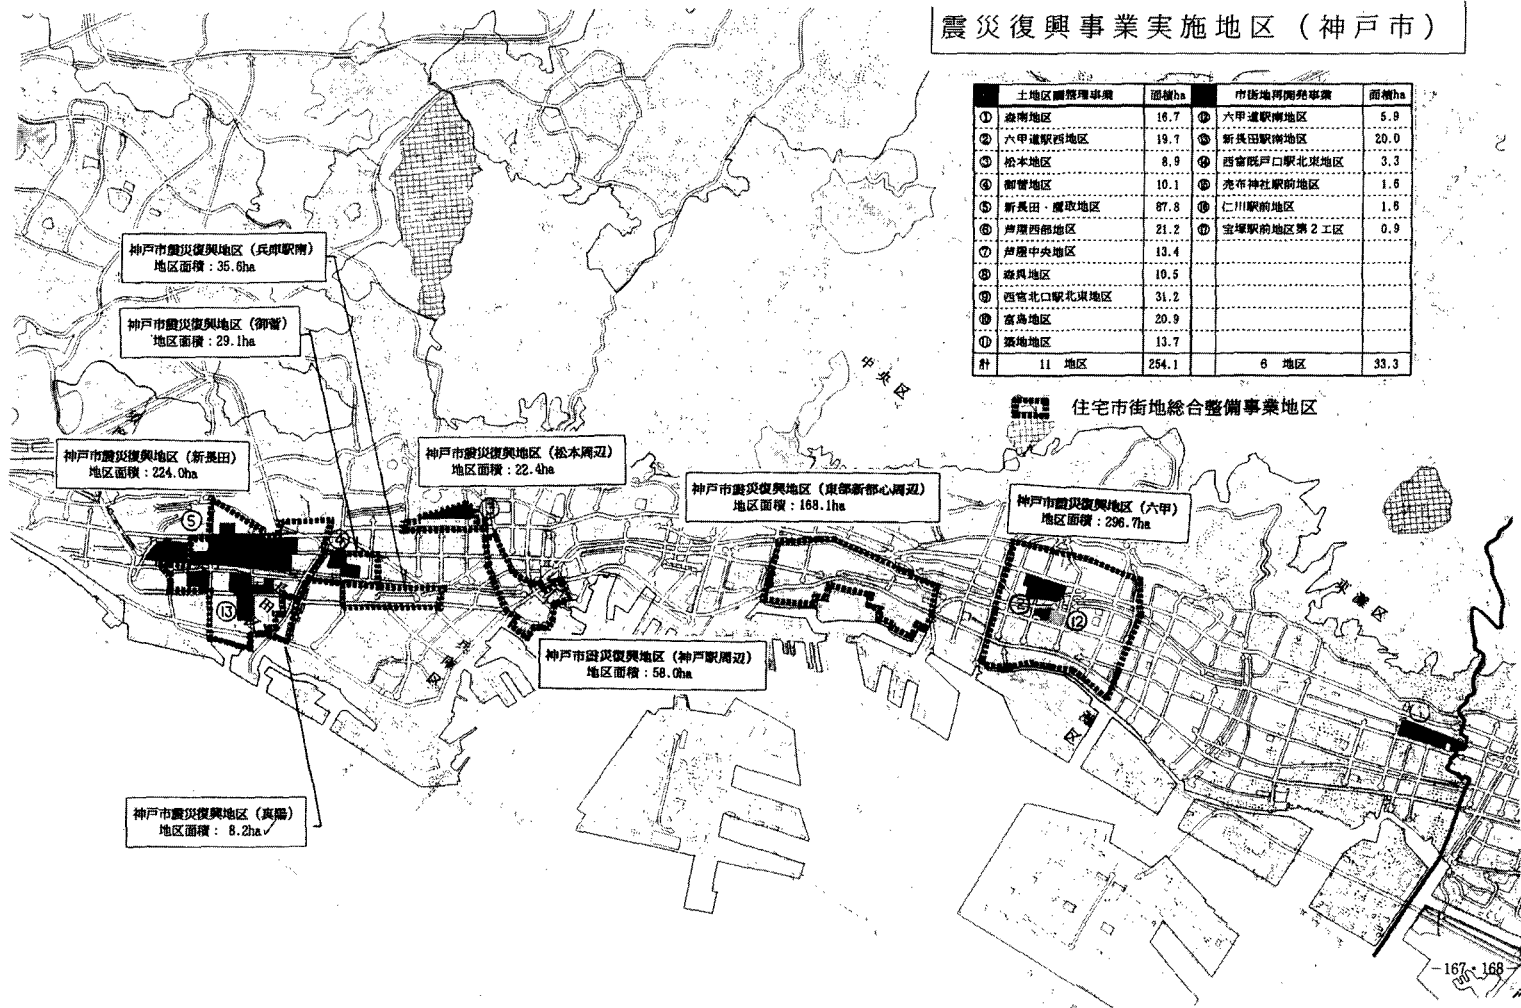 震災復興事業実施地区（神戸市）
土地区画整理事業 面積ha 市街地再開発事業 面積ha
① 森南地区 16.7 ⑫ 六甲道駅南地区 5.9
② 六甲道駅西地区 19.7 ⑬ 新長田駅南地区 20.0
③ 松本地区 8.9 ⑭ 西宮既戸口駅北東地区 3.3
④ 御菅地区 10.1 ⑮ 売布神社駅前地区 1.6
⑤ 新長田・鷹取地区 87.8 ⑯ 仁川駅前地区 1.6
⑥ 芦屋西部地区 21.2 ⑰ 宝塚駅前地区第2工区 0.9
⑦ 芦屋中央地区 13.4
⑧ 森具地区 10.5
⑨ 西宮北口駅北東地区 31.2
⑩ 富島地区 20.9
⑪ 築地地区 13.7
計 11 地区 254.1 6 地区 33.3
住宅市街地総合整備事業地区
神戸市震災復興地区（兵庫駅南）
地区面積：35.6ha
神戸市震災復興地区（御菅）
地区面積：29.1ha
中央区
神戸市震災復興地区（新長田）
地区面積：224.0ha
神戸市震災復興地区（松本周辺）
地区面積：22.4ha
神戸市震災復興地区（東部新都心周辺）
地区面積：168.1ha
神戸市震災復興地区（六甲）
地区面積：296.7ha
⑤
東灘区
⑬
田
⑫
神戸市震災復興地区（神戸駅周辺）
地区面積：58.0ha
灘区
神戸市震災復興地区（真陽）
地区面積：8.2ha
－167・168－